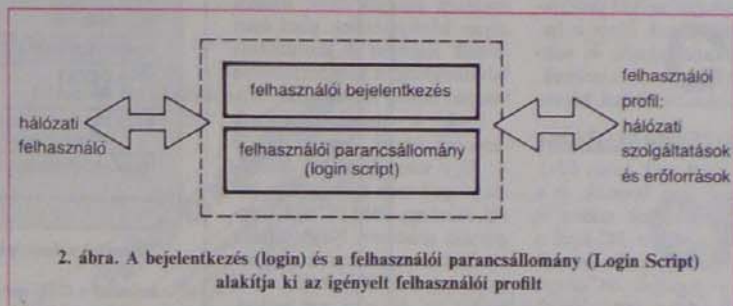 hálózati
felhasználó
felhasználói bejelentkezés
felhasználói parancsállomány
(login script)
felhasználói
profil:
hálózati
szolgáltatások
és erőforrások
2. ábra. A bejelentkezés (login) és a felhasználói parancsállomány (Login Script)
alakítja ki az igényelt felhasználói profilt